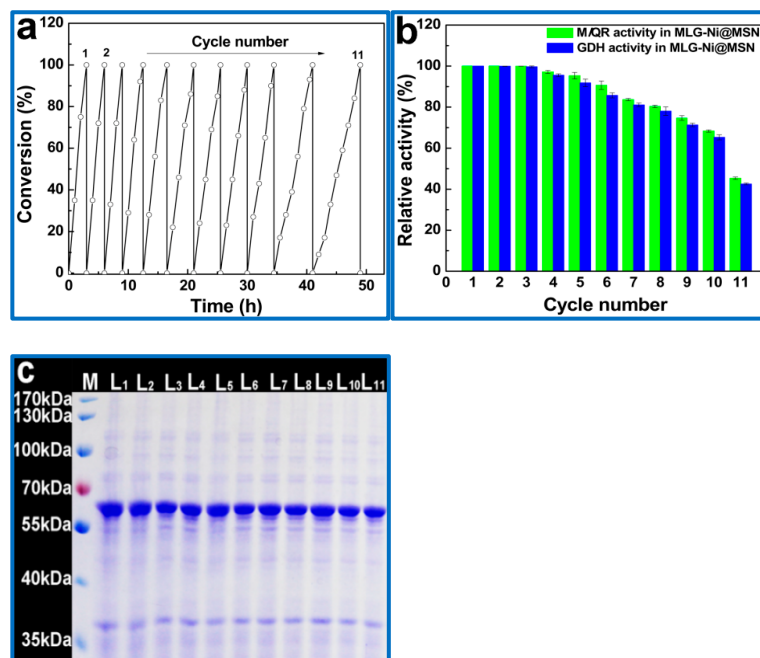 a
Conversion (%)
120
100
80
60
40
20
0
1 2 Cycle number 11
0 10 20 30 40 50
Time (h)
b
Relative activity (%)
120
100
80
60
40
20
0
M/QR activity in MLG-Ni@MSN
GDH activity in MLG-Ni@MSN
1 2 3 4 5 6 7 8 9 10 11
Cycle number
c
M L1 L2 L3 L4 L5 L6 L7 L8 L9 L10 L11
170kDa
130kDa
100kDa
70kDa
55kDa
40kDa
35kDa